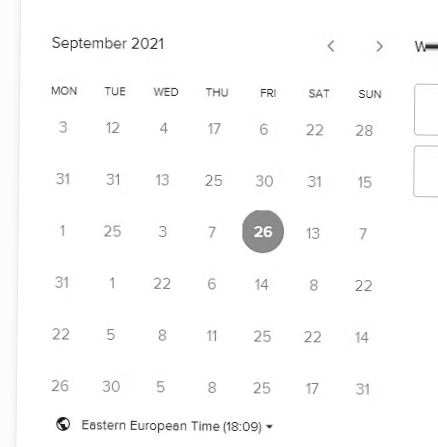 September 2021
MON TUE WED THU FRI SAT SUN
3 12 4 17 6 22 28
31 31 13 25 30 31 15
1 25 3 7 26 13 7
31 1 22 6 14 8 22
22 5 8 11 25 22 14
26 30 5 8 25 17 31
Eastern European Time (18:09)